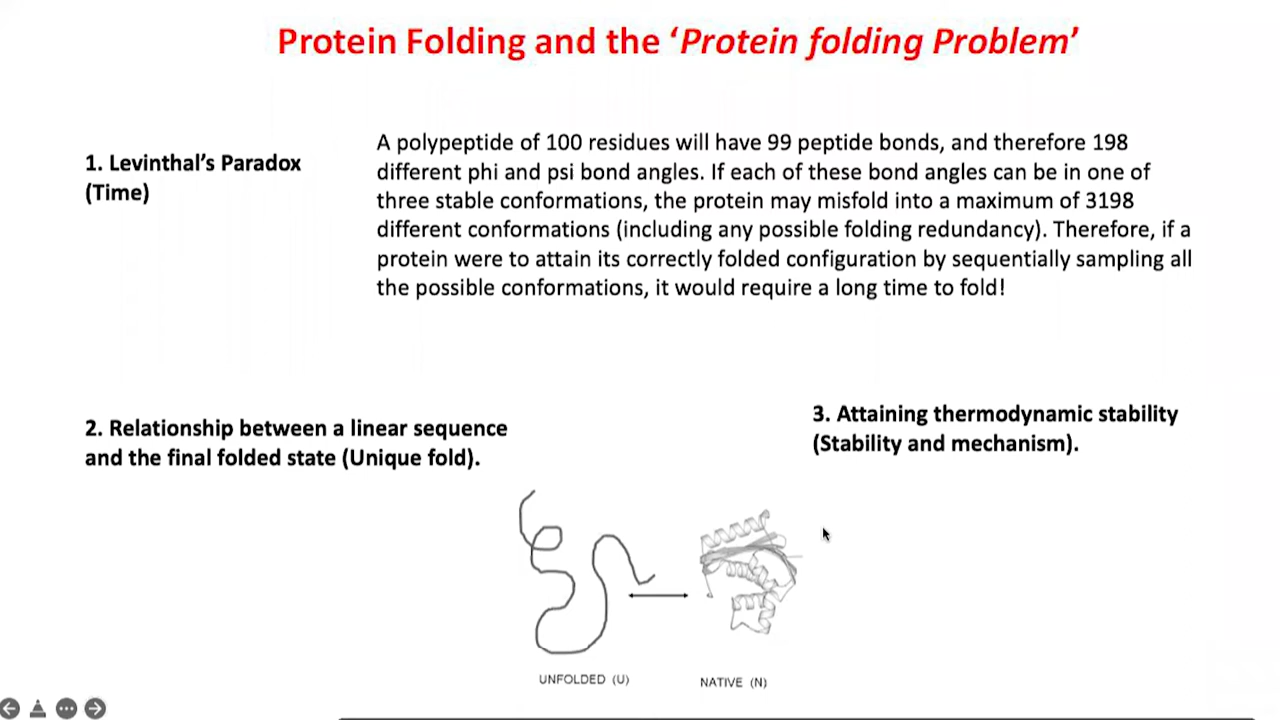 Protein Folding and the ‘Protein folding Problem’
1. Levinthal’s Paradox
(Time)
A polypeptide of 100 residues will have 99 peptide bonds, and therefore 198
different phi and psi bond angles. If each of these bond angles can be in one of
three stable conformations, the protein may misfold into a maximum of 3198
different conformations (including any possible folding redundancy). Therefore, if a
protein were to attain its correctly folded configuration by sequentially sampling all
the possible conformations, it would require a long time to fold!
2. Relationship between a linear sequence
and the final folded state (Unique fold).
3. Attaining thermodynamic stability
(Stability and mechanism).
UNFOLDED (U)
NATIVE (N)